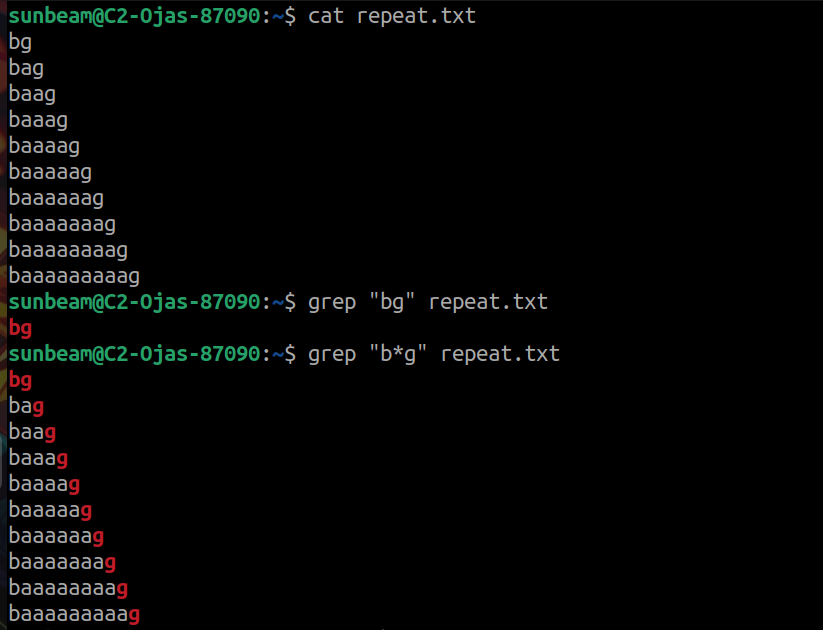 sunbeam@C2-Ojas-87090:~$ cat repeat.txt
bg
bag
baag
baaag
baaaag
baaaaag
baaaaaag
baaaaaaag
baaaaaaaag
baaaaaaaaag
sunbeam@C2-Ojas-87090:~$ grep "bg" repeat.txt
bg
sunbeam@C2-Ojas-87090:~$ grep "b*g" repeat.txt
bg
bag
baag
baaag
baaaag
baaaaag
baaaaaag
baaaaaaag
baaaaaaaag
baaaaaaaaag